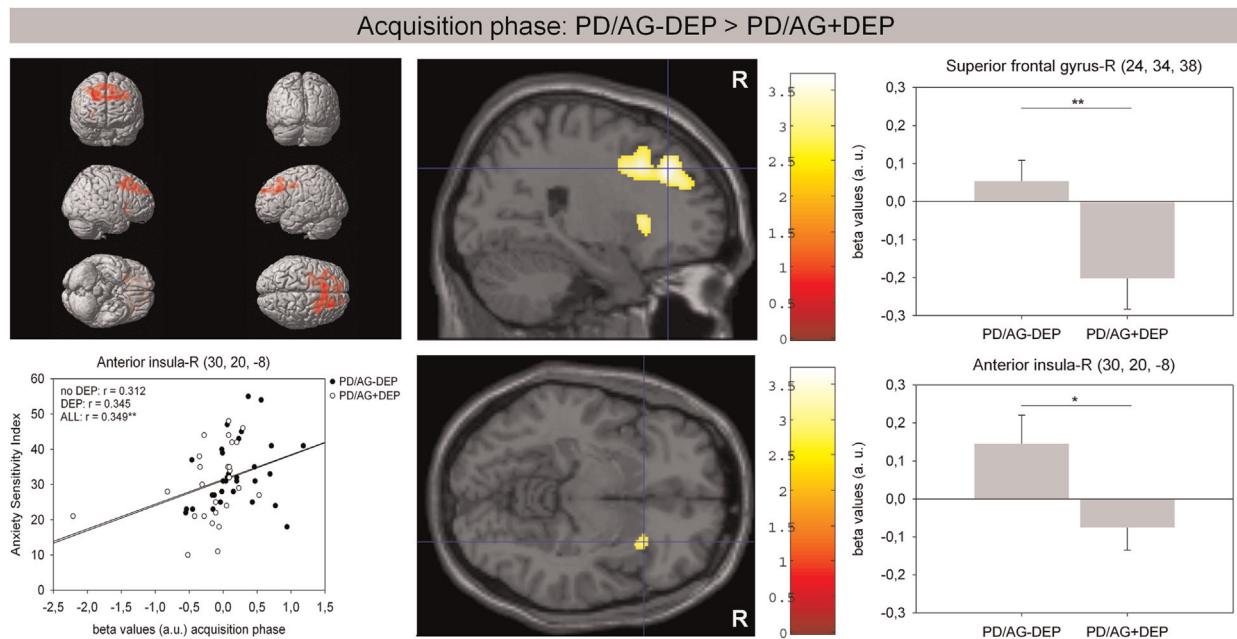 Acquisition phase: PD/AG-DEP > PD/AG+DEP
R
3.5
3
2.5
2
1.5
1
0.5
0
Superior frontal gyrus-R (24, 34, 38)
0,3
0,2
0,1
0,0
-0,1
-0,2
-0,3
beta values (a. u.)
**
PD/AG-DEP
PD/AG+DEP
Anterior insula-R (30, 20, -8)
no DEP: r = 0.312
DEP: r = 0.345
ALL: r = 0.349**
PD/AG-DEP
PD/AG+DEP
Anxiety Sensitivity Index
60
50
40
30
20
10
0
-2,5
-2,0
-1,5
-1,0
-0,5
0,0
0,5
1,0
1,5
beta values (a.u.) acquisition phase
R
3.5
3
2.5
2
1.5
1
0.5
0
Anterior insula-R (30, 20, -8)
0,3
0,2
0,1
0,0
-0,1
-0,2
-0,3
beta values (a. u.)
*
PD/AG-DEP
PD/AG+DEP